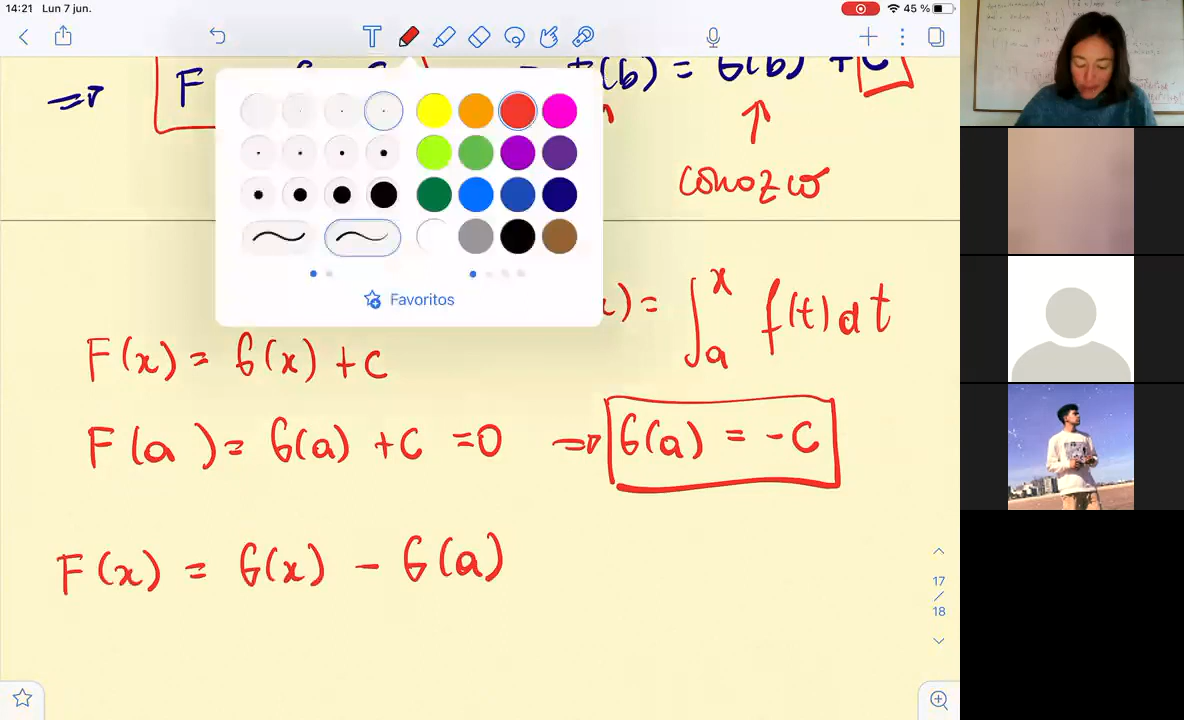 14:21 Lun 7 jun. 45 %
T
=> F = F(b) = G(b) + C
conozco
Favoritos
) = ∫ₐˣ f(t) dt
F(x) = G(x) + C
F(a) = G(a) + C = 0 => G(a) = -C
F(x) = G(x) - G(a)
17
/
18